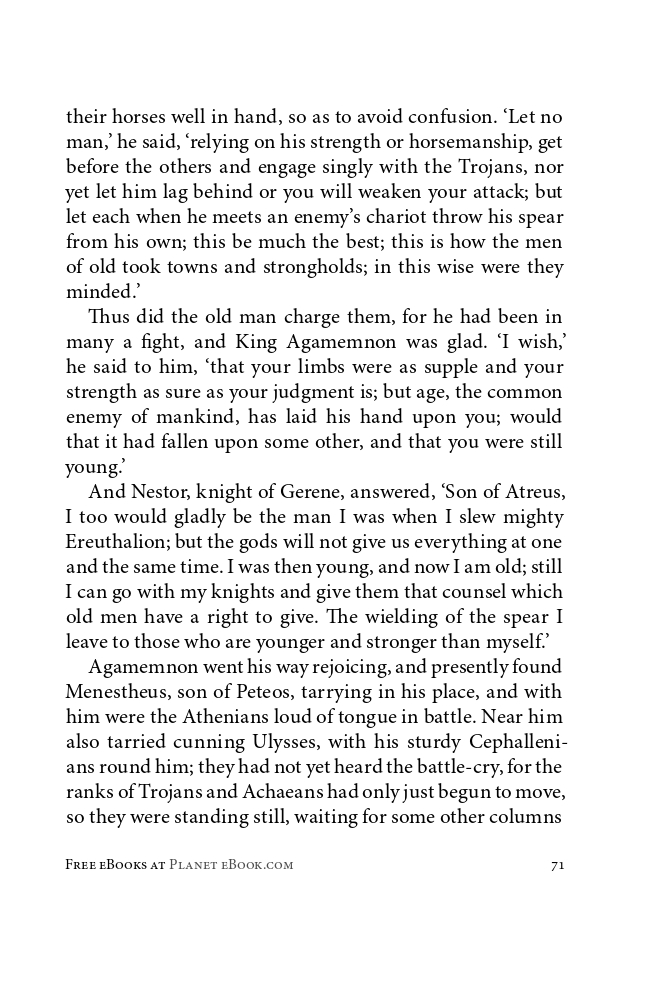 their horses well in hand, so as to avoid confusion. ‘Let no
man,’ he said, ‘relying on his strength or horsemanship, get
before the others and engage singly with the Trojans, nor
yet let him lag behind or you will weaken your attack; but
let each when he meets an enemy’s chariot throw his spear
from his own; this be much the best; this is how the men
of old took towns and strongholds; in this wise were they
minded.’
Thus did the old man charge them, for he had been in
many a fight, and King Agamemnon was glad. ‘I wish,’
he said to him, ‘that your limbs were as supple and your
strength as sure as your judgment is; but age, the common
enemy of mankind, has laid his hand upon you; would
that it had fallen upon some other, and that you were still
young.’
And Nestor, knight of Gerene, answered, ‘Son of Atreus,
I too would gladly be the man I was when I slew mighty
Ereuthalion; but the gods will not give us everything at one
and the same time. I was then young, and now I am old; still
I can go with my knights and give them that counsel which
old men have a right to give. The wielding of the spear I
leave to those who are younger and stronger than myself.’
Agamemnon went his way rejoicing, and presently found
Menestheus, son of Peteos, tarrying in his place, and with
him were the Athenians loud of tongue in battle. Near him
also tarried cunning Ulysses, with his sturdy Cephalleni-
ans round him; they had not yet heard the battle-cry, for the
ranks of Trojans and Achaeans had only just begun to move,
so they were standing still, waiting for some other columns
Free eBooks at Planet eBook.com 71